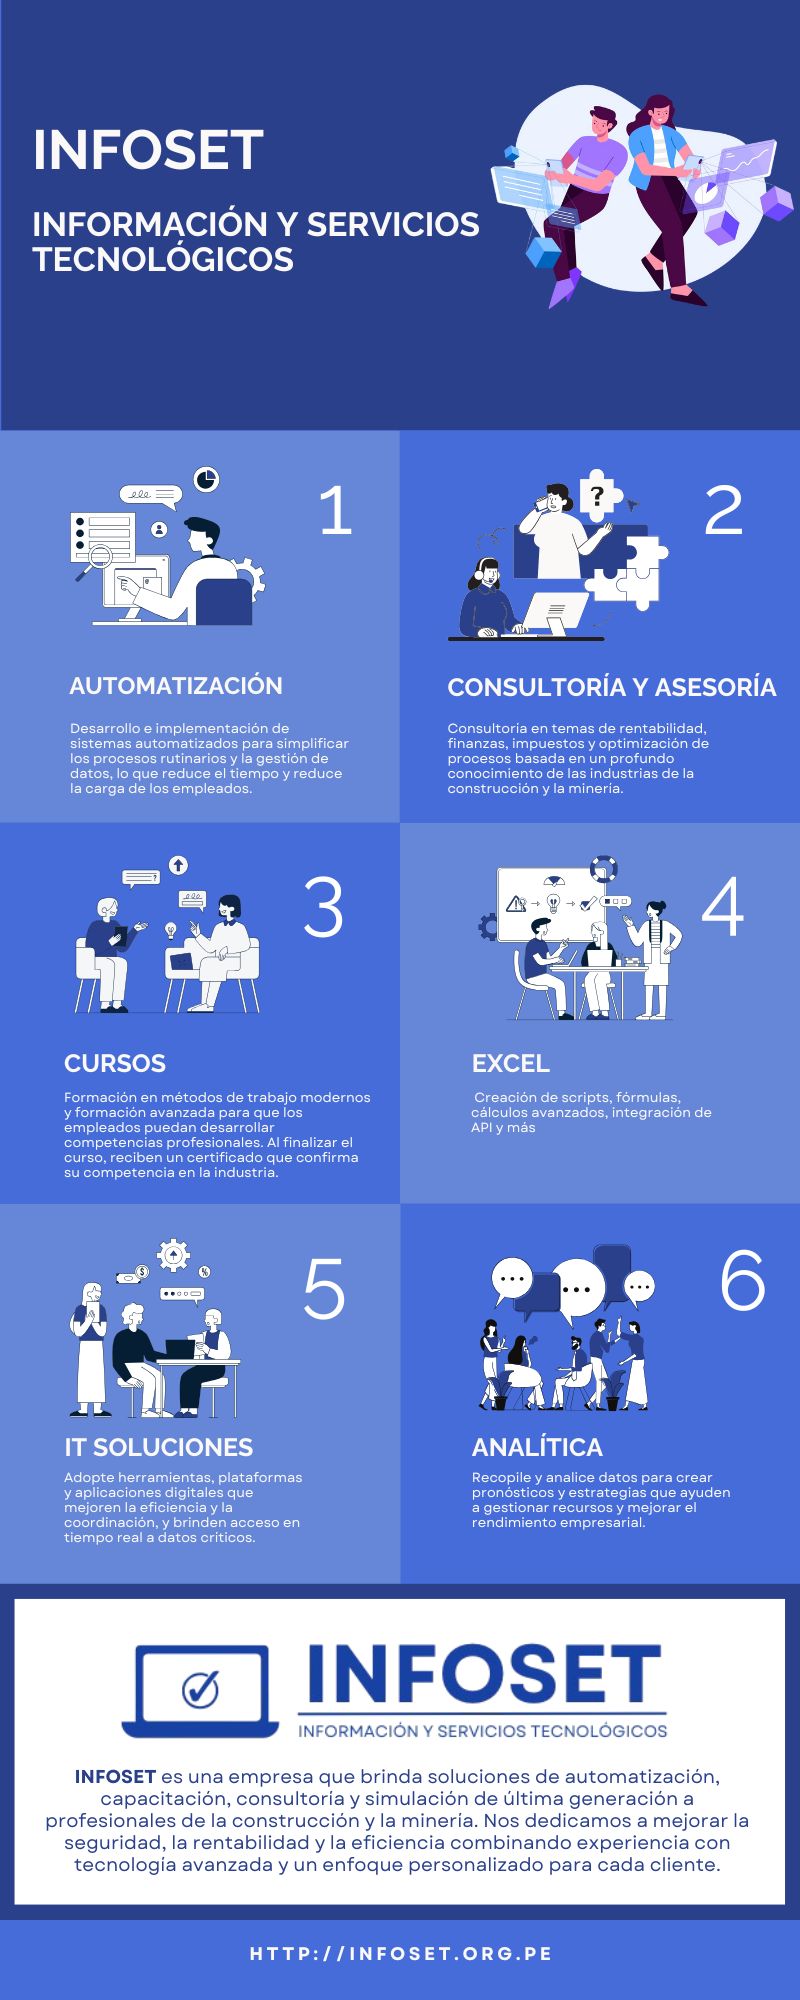 INFOSET
INFORMACIÓN Y SERVICIOS
TECNOLÓGICOS
1
AUTOMATIZACIÓN
Desarrollo e implementación de
sistemas automatizados para simplificar
los procesos rutinarios y la gestión de
datos, lo que reduce el tiempo y reduce
la carga de los empleados.
?
2
CONSULTORÍA Y ASESORÍA
Consultoría en temas de rentabilidad,
finanzas, impuestos y optimización de
procesos basada en un profundo
conocimiento de las industrias de la
construcción y la minería.
?
3
CURSOS
Formación en métodos de trabajo modernos
y formación avanzada para que los
empleados puedan desarrollar
competencias profesionales. Al finalizar el
curso, reciben un certificado que confirma
su competencia en la industria.
4
EXCEL
Creación de scripts, fórmulas,
cálculos avanzados, integración de
API y más
$
%
5
IT SOLUCIONES
Adopte herramientas, plataformas
y aplicaciones digitales que
mejoren la eficiencia y la
coordinación, y brinden acceso en
tiempo real a datos criticos.
6
ANALÍTICA
Recopile y analice datos para crear
pronósticos y estrategias que ayuden
a gestionar recursos y mejorar el
rendimiento empresarial.
INFOSET
INFORMACIÓN Y SERVICIOS TECNOLÓGICOS
INFOSET es una empresa que brinda soluciones de automatización,
capacitación, consultoría y simulación de última generación a
profesionales de la construcción y la minería. Nos dedicamos a mejorar la
seguridad, la rentabilidad y la eficiencia combinando experiencia con
tecnología avanzada y un enfoque personalizado para cada cliente.
HTTP://INFOSET.ORG.PE